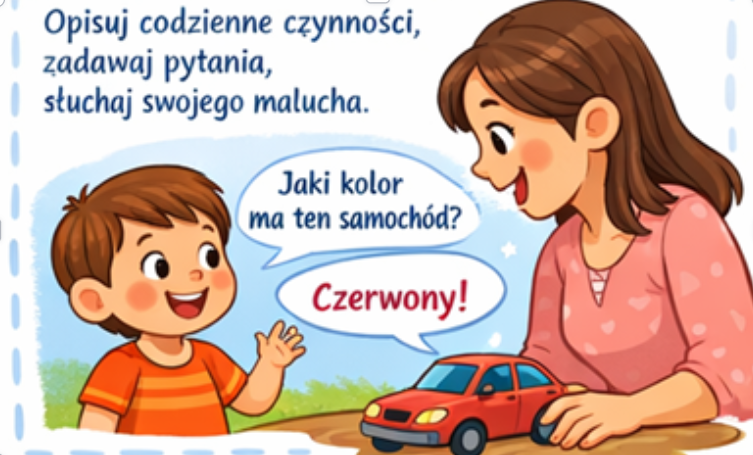 Opisuj codzienne czynności,
zadawaj pytania,
słuchaj swojego malucha.
Jaki kolor
ma ten samochód?
Czerwony!